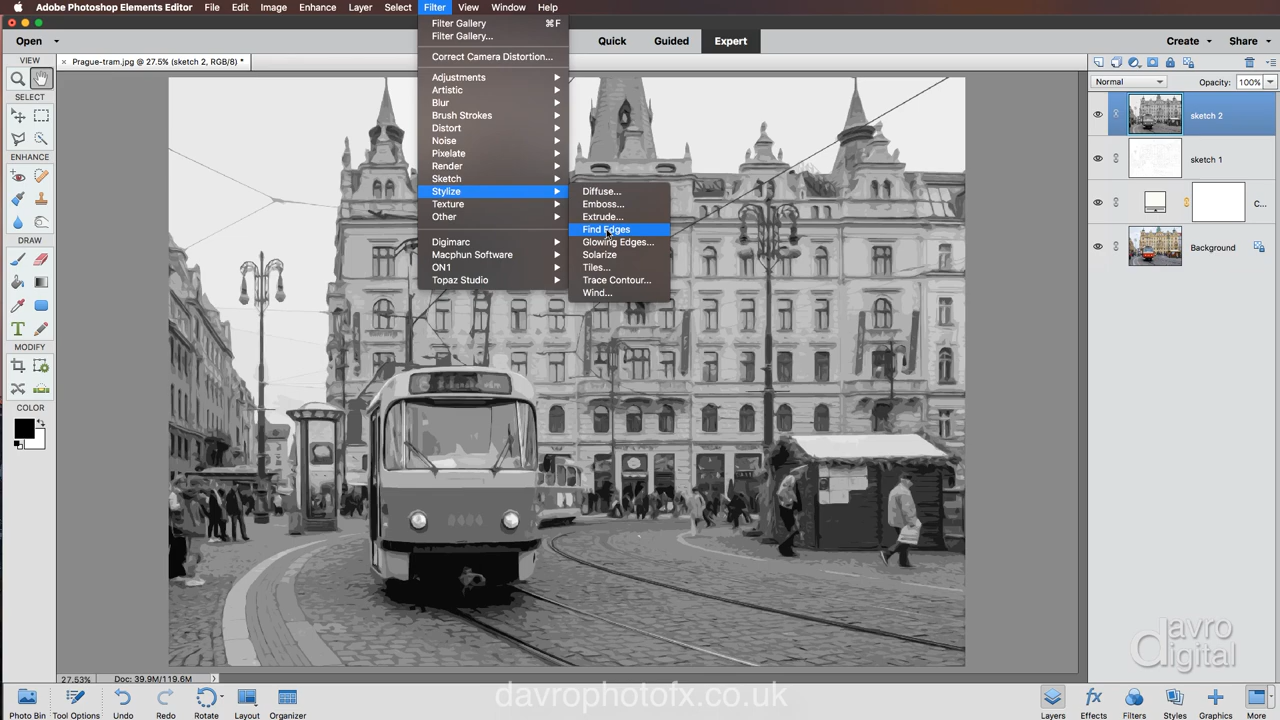 Adobe Photoshop Elements Editor File Edit Image Enhance Layer Select Filter View Window Help
Open Quick Guided Expert Create Share
× Prague-tram.jpg @ 27.5% (sketch 2, RGB/8) *
VIEW
SELECT
ENHANCE
DRAW
T
MODIFY
COLOR
Filter Gallery ⌘F
Filter Gallery...
Correct Camera Distortion...
Adjustments
Artistic
Blur
Brush Strokes
Distort
Noise
Pixelate
Render
Sketch
Stylize
Texture
Other
Digimarc
Macphun Software
ON1
Topaz Studio
Diffuse...
Emboss...
Extrude...
Find Edges
Glowing Edges...
Solarize
Tiles...
Trace Contour...
Wind...
Normal Opacity: 100%
sketch 2
sketch 1
C...
Background
davro
digital
27.53% Doc: 39.9M/119.6M
davrophotofx.co.uk
Photo Bin Tool Options Undo Redo Rotate Layout Organizer
fx
Layers Effects Filters Styles Graphics More